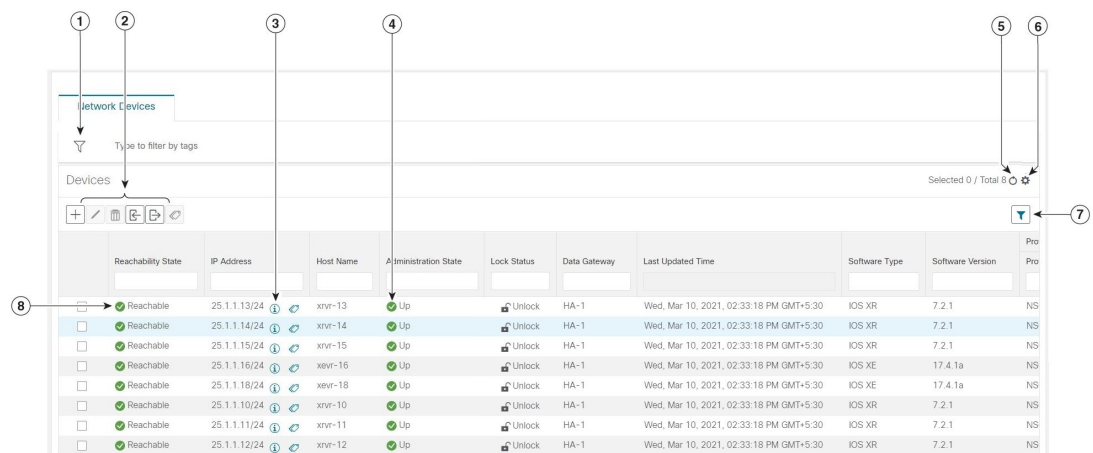 1 2 3 4 5 6
Network Devices
Type to filter by tags
Devices Selected 0 / Total 8
7
Pro
Reachability State IP Address Host Name Administration State Lock Status Data Gateway Last Updated Time Software Type Software Version Pro
8 Reachable 25.1.1.13/24 xrvr-13 Up Unlock HA-1 Wed, Mar 10, 2021, 02:33:18 PM GMT+5:30 IOS XR 7.2.1 NS
Reachable 25.1.1.14/24 xrvr-14 Up Unlock HA-1 Wed, Mar 10, 2021, 02:33:18 PM GMT+5:30 IOS XR 7.2.1 NS
Reachable 25.1.1.15/24 xrvr-15 Up Unlock HA-1 Wed, Mar 10, 2021, 02:33:18 PM GMT+5:30 IOS XR 7.2.1 NS
Reachable 25.1.1.16/24 xevr-16 Up Unlock HA-1 Wed, Mar 10, 2021, 02:33:18 PM GMT+5:30 IOS XE 17.4.1a NS
Reachable 25.1.1.18/24 xevr-18 Up Unlock HA-1 Wed, Mar 10, 2021, 02:33:18 PM GMT+5:30 IOS XE 17.4.1a NS
Reachable 25.1.1.10/24 xrvr-10 Up Unlock HA-1 Wed, Mar 10, 2021, 02:33:18 PM GMT+5:30 IOS XR 7.2.1 NS
Reachable 25.1.1.11/24 xrvr-11 Up Unlock HA-1 Wed, Mar 10, 2021, 02:33:18 PM GMT+5:30 IOS XR 7.2.1 NS
Reachable 25.1.1.12/24 xrvr-12 Up Unlock HA-1 Wed, Mar 10, 2021, 02:33:18 PM GMT+5:30 IOS XR 7.2.1 NS